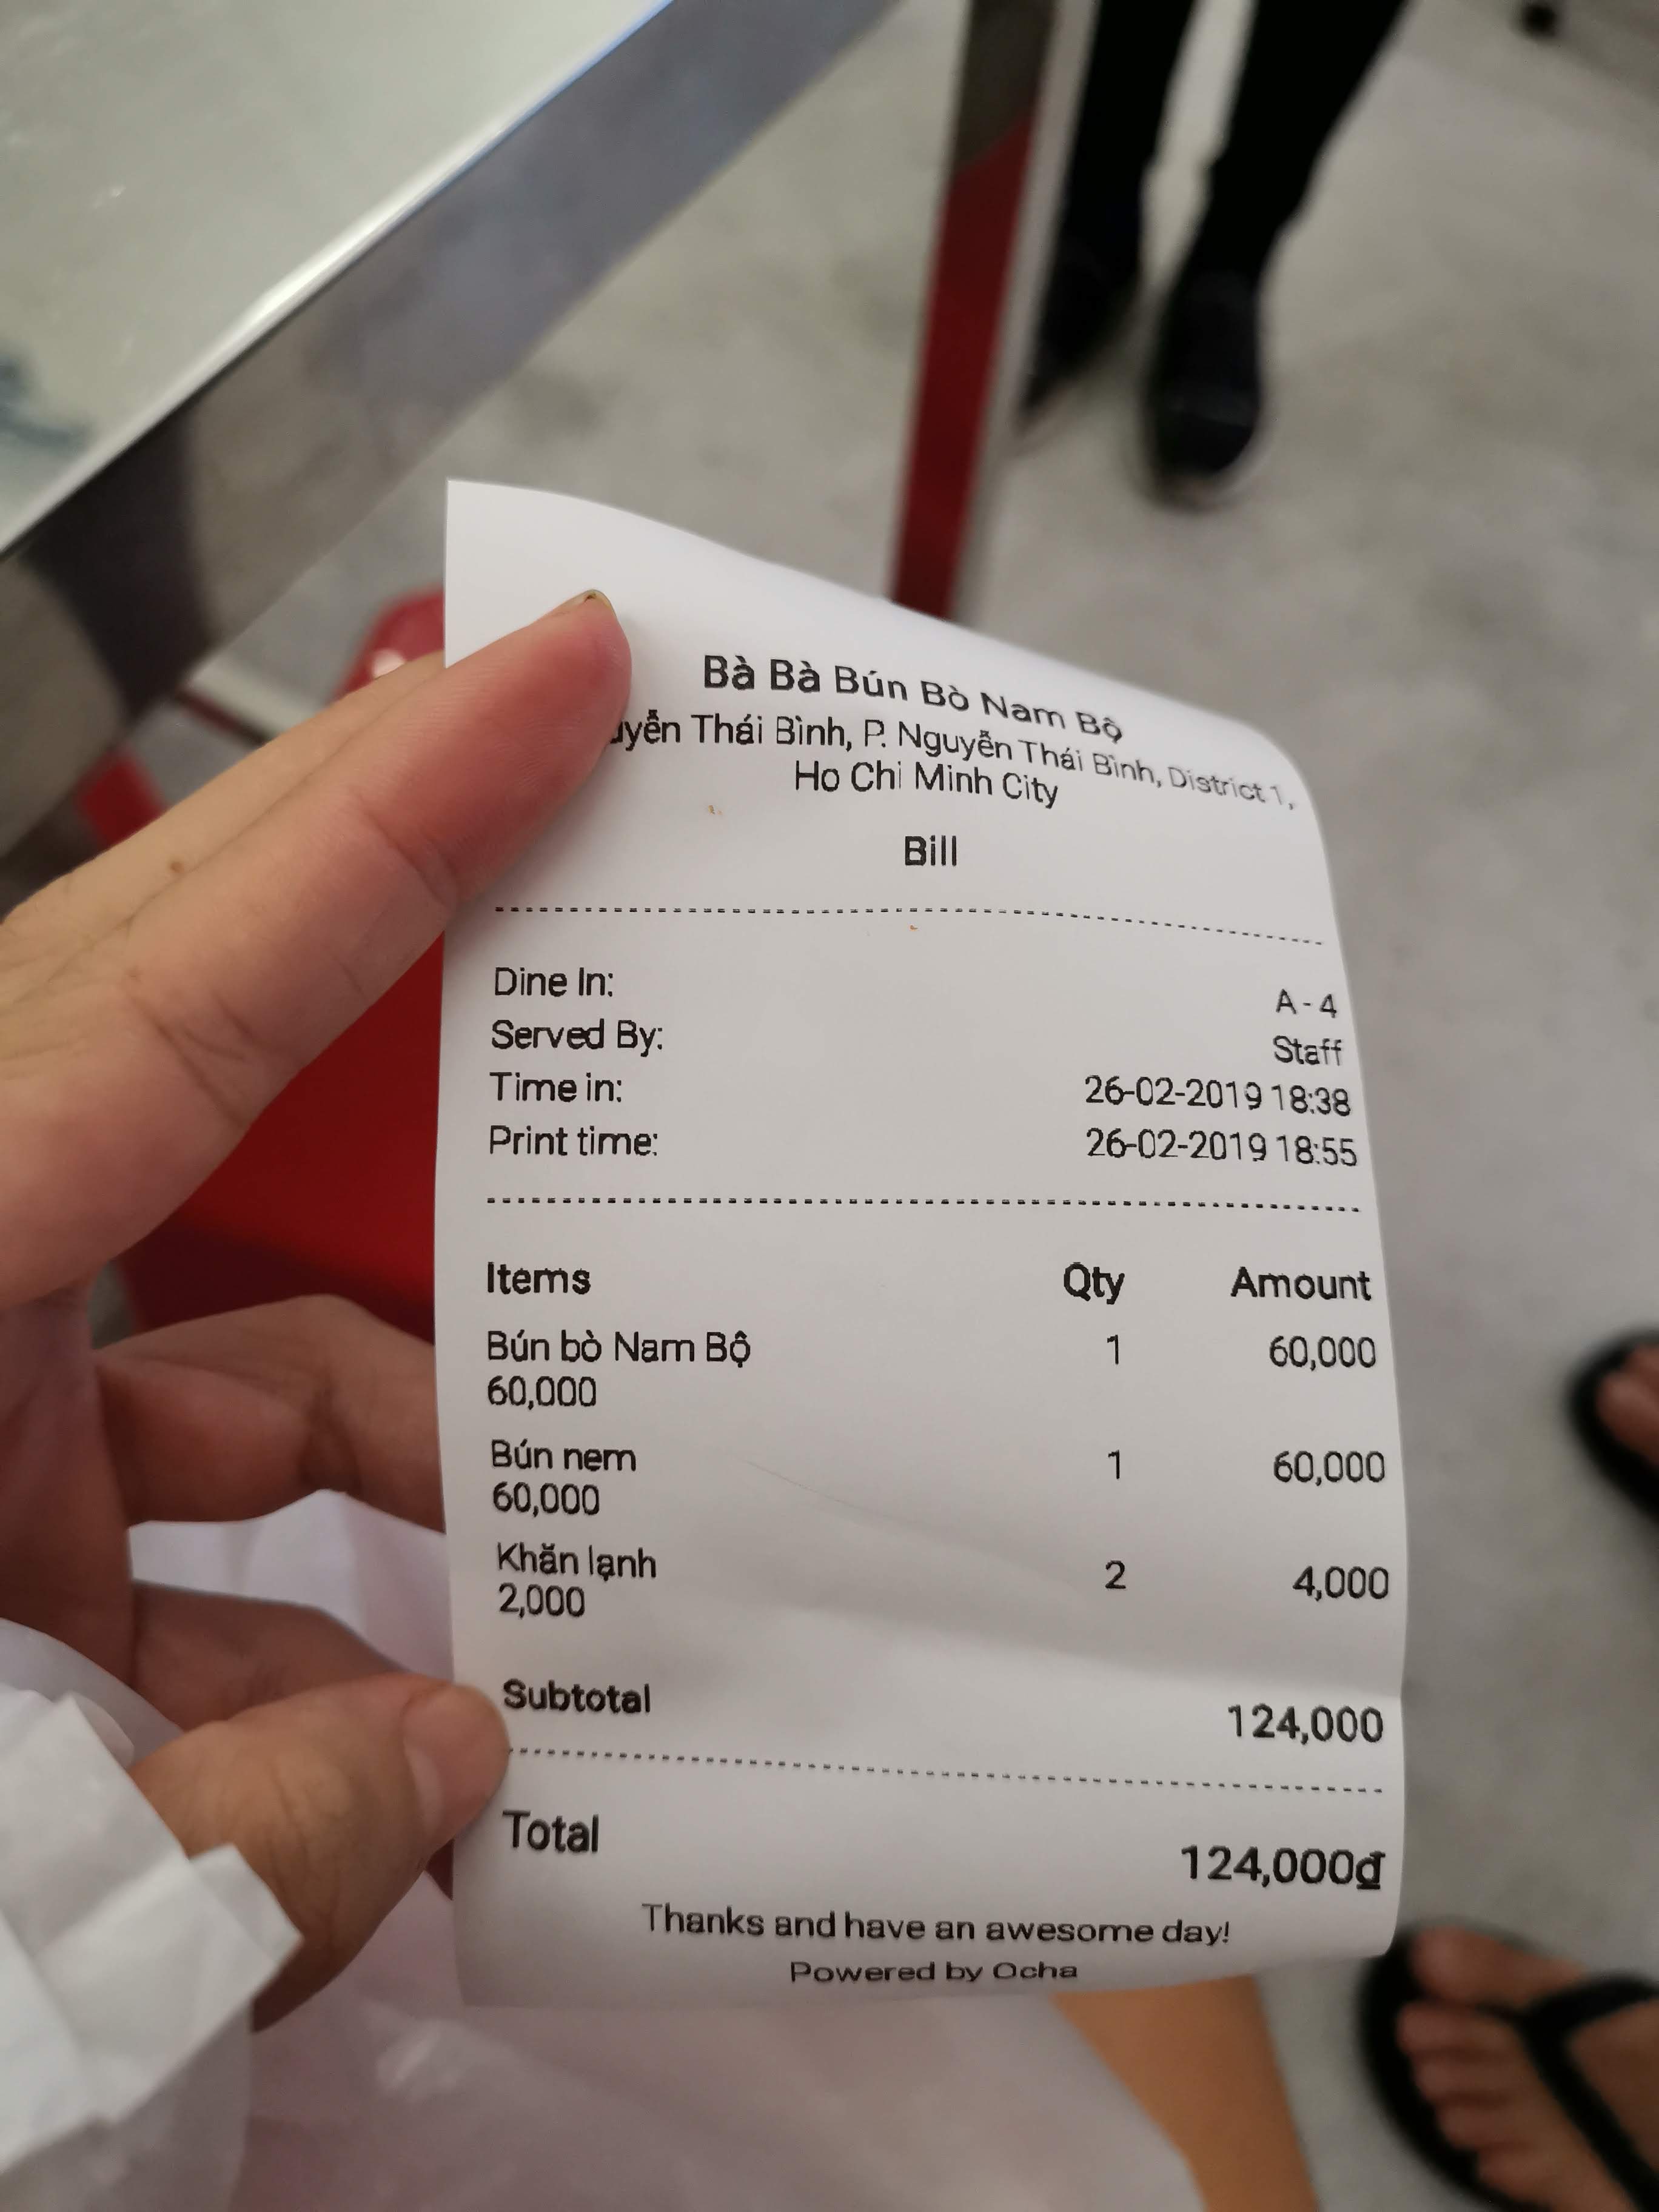 Bà Bà Bún Bò Nam Bộ
Thái Bình, P. Nguyễn Thái Bình, District 1,
Ho Chi Minh City
Bill
Dine In: A - 4
Served By: Staff
Time in: 26-02-2019 18:38
Print time: 26-02-2019 18:55
Items Qty Amount
Bún bò Nam Bộ 1 60,000
60,000
Bún nem 1 60,000
60,000
Khăn lạnh 2 4,000
2,000
Subtotal 124,000
Total 124,000₫
Thanks and have an awesome day!
Powered by Ocha